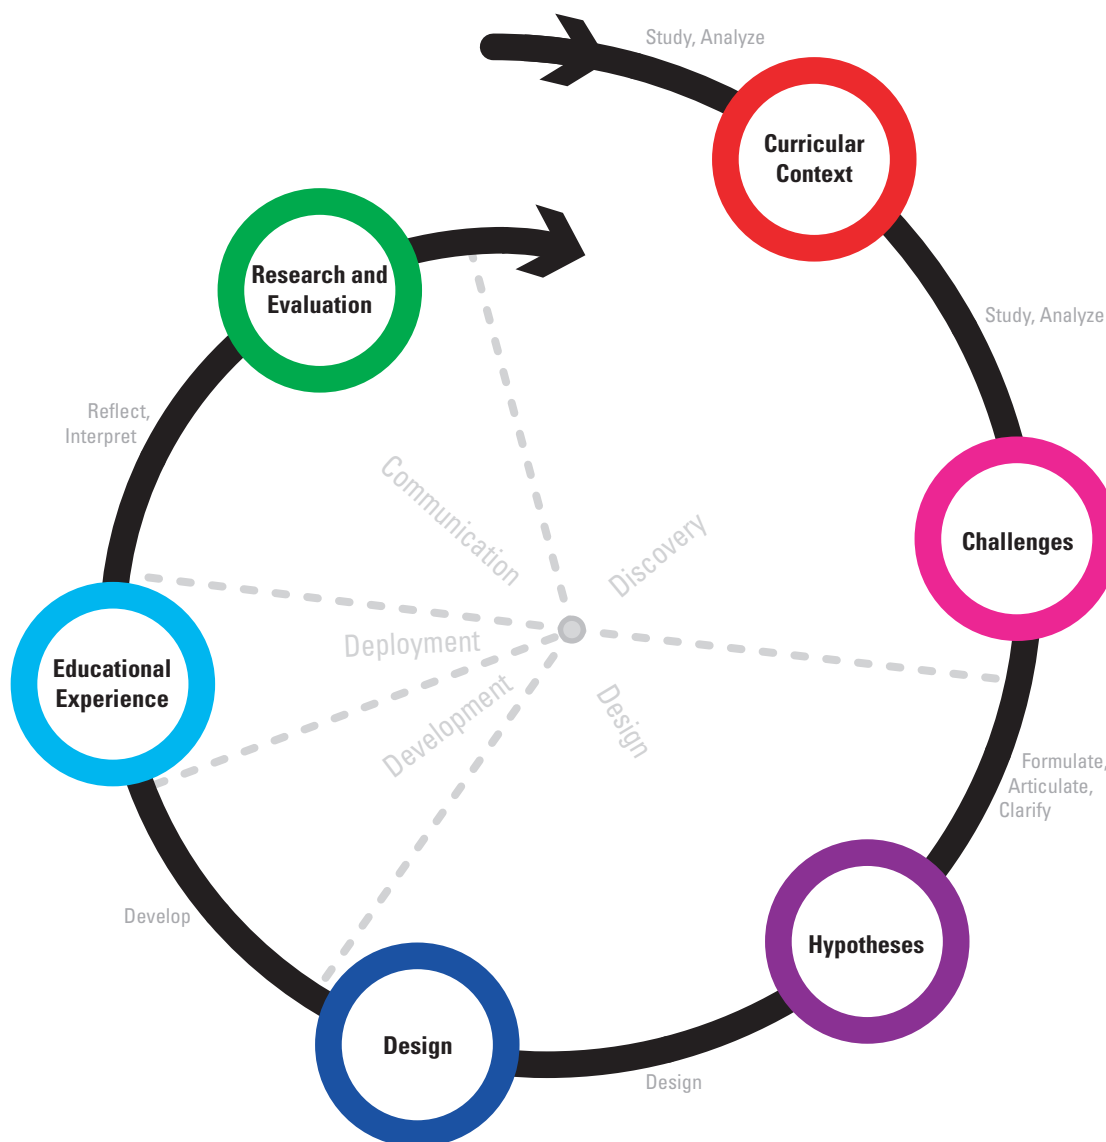 Study, Analyze
Curricular
Context
Study, Analyze
Challenges
Formulate,
Articulate,
Clarify
Hypotheses
Design
Design
Develop
Educational
Experience
Reflect,
Interpret
Research and
Evaluation
Discovery
Design
Development
Deployment
Communication